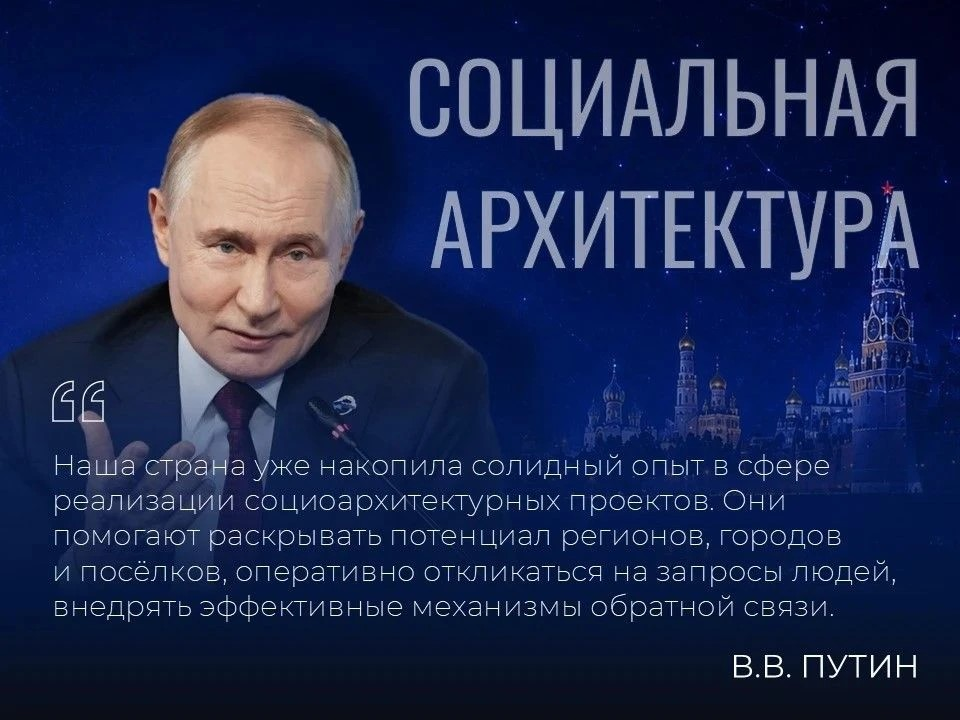 СОЦИАЛЬНАЯ
АРХИТЕКТУРА
Наша страна уже накопила солидный опыт в сфере
реализации социоархитектурных проектов. Они
помогают раскрывать потенциал регионов, городов
и посёлков, оперативно откликаться на запросы людей,
внедрять эффективные механизмы обратной связи.
В.В. ПУТИН